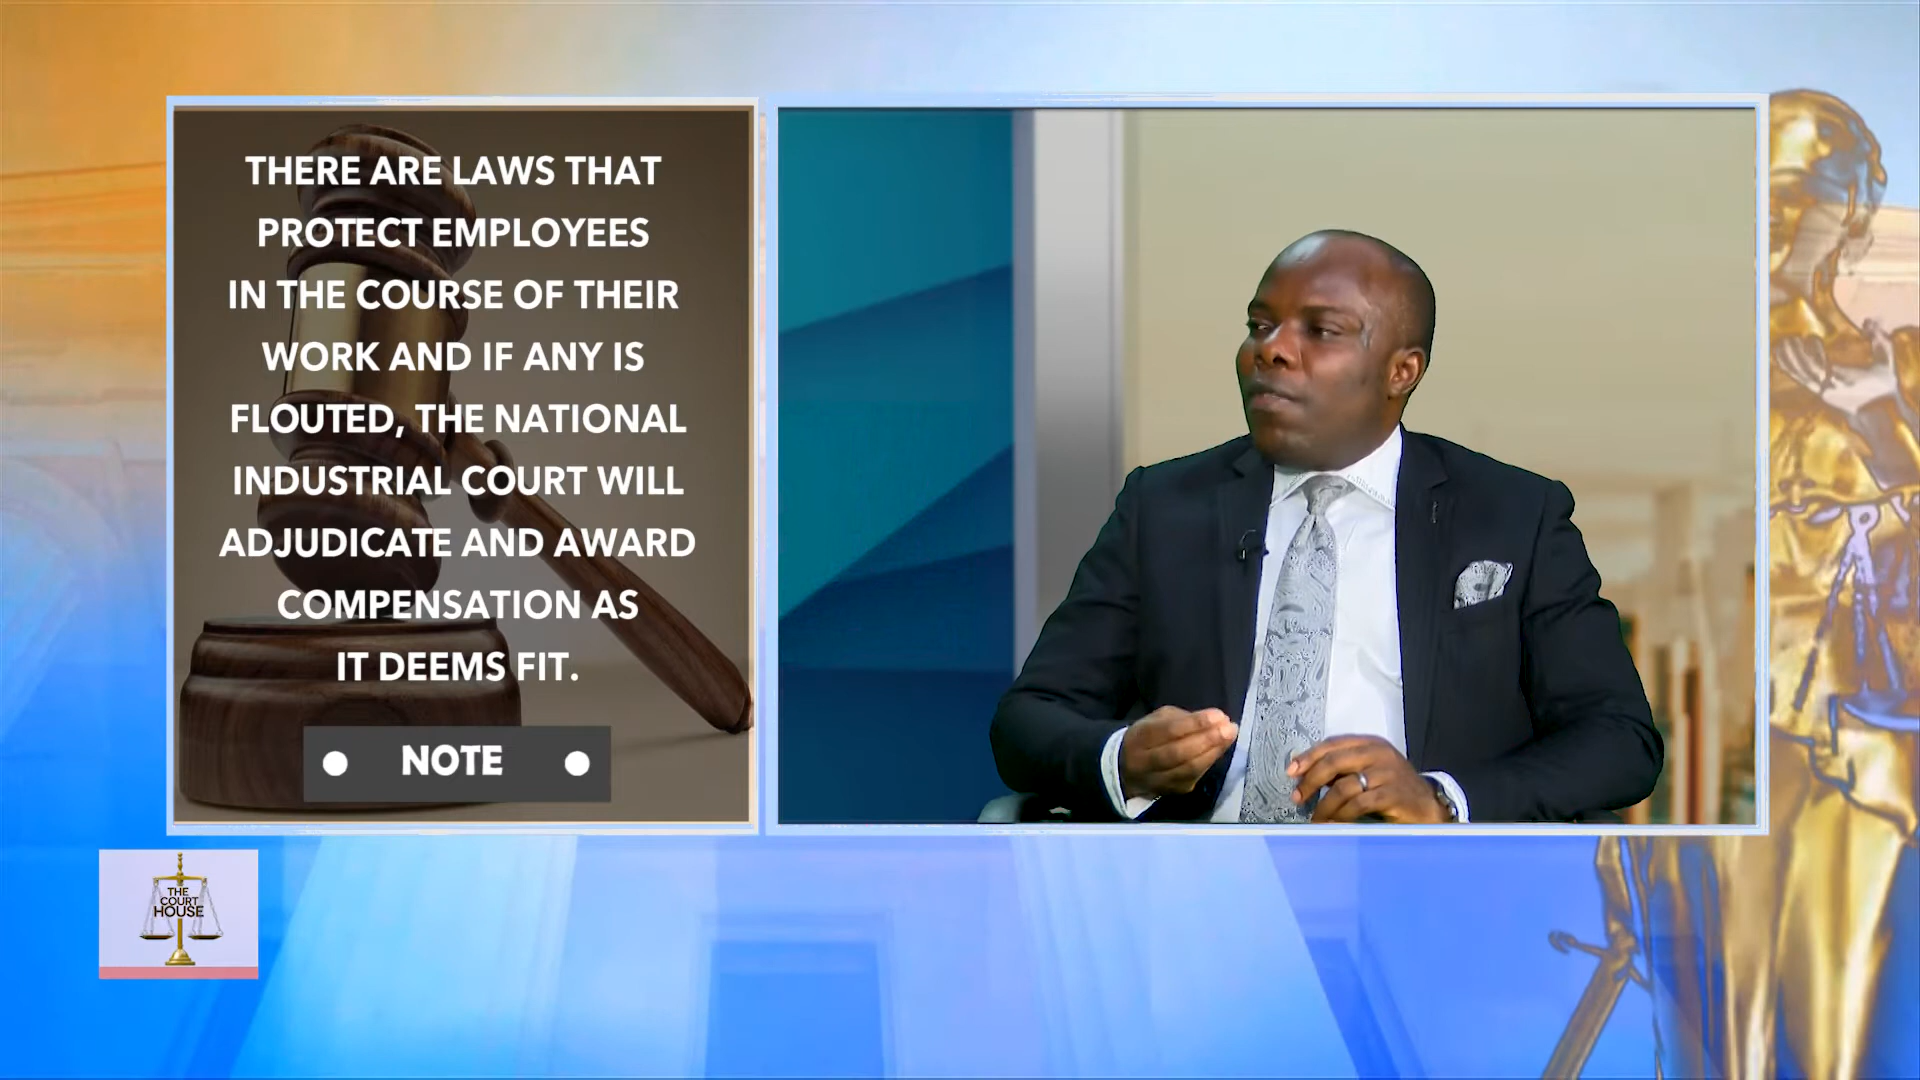 THERE ARE LAWS THAT
PROTECT EMPLOYEES
IN THE COURSE OF THEIR
WORK AND IF ANY IS
FLOUTED, THE NATIONAL
INDUSTRIAL COURT WILL
ADJUDICATE AND AWARD
COMPENSATION AS
IT DEEMS FIT.
NOTE
THE
COURT
HOUSE